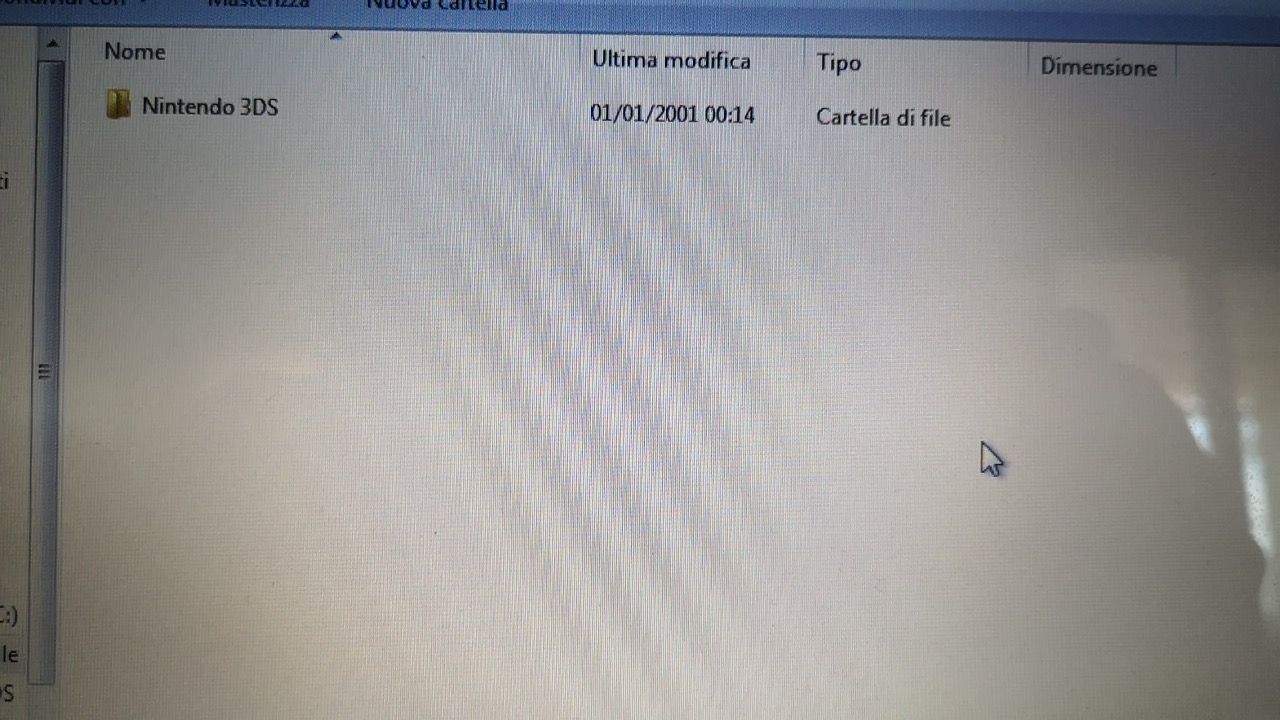 Masterizza Nuova cartella
Nome Ultima modifica Tipo Dimensione
Nintendo 3DS 01/01/2001 00:14 Cartella di file
ti
C:)
le
DS